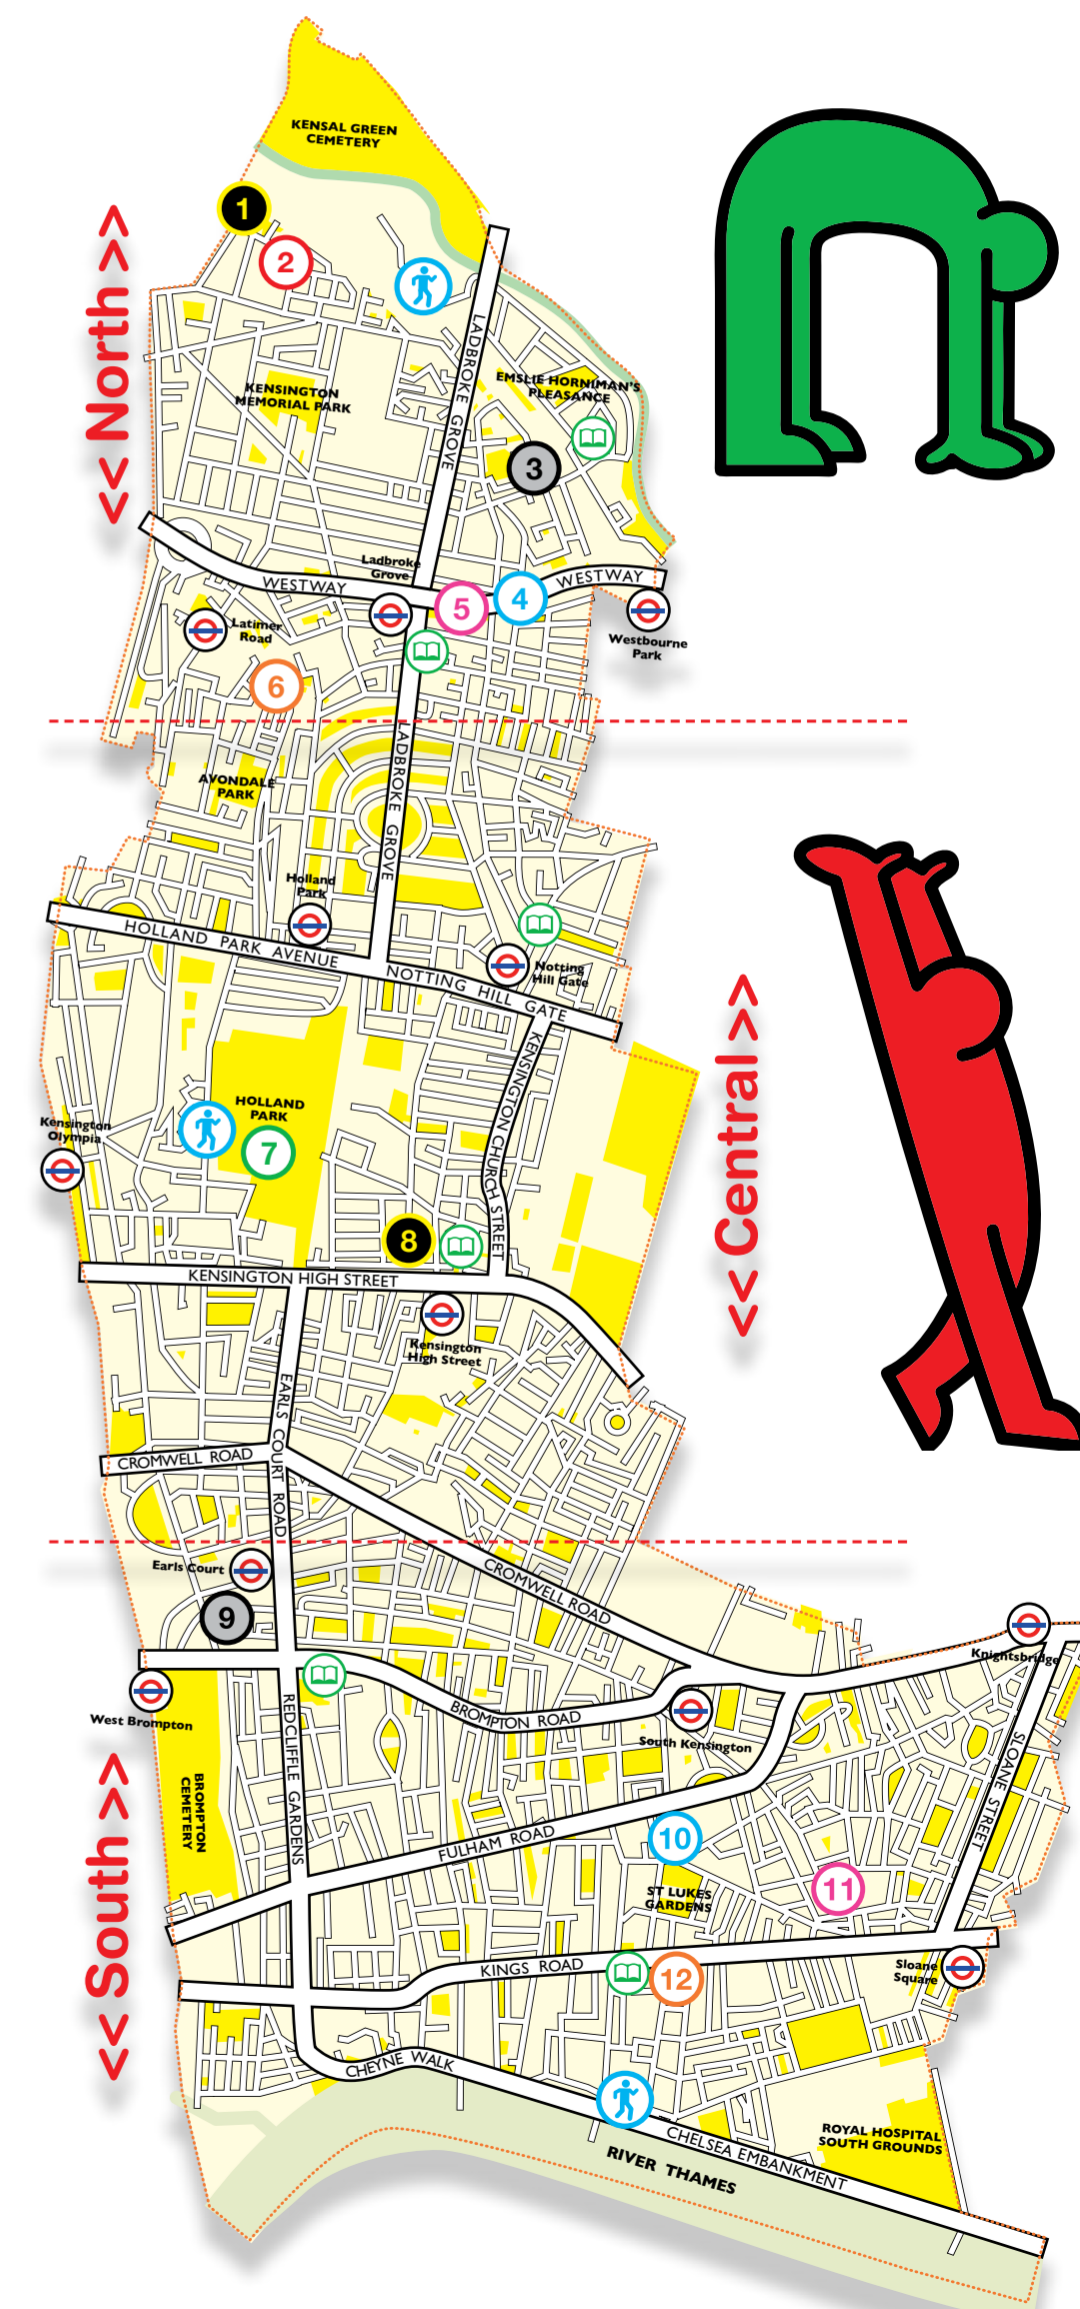 KENSAL GREEN
CEMETERY
1
2
<< North >>
LADBROKE GROVE
EMSLIE HORNIMAN'S
PLEASANCE
KENSINGTON
MEMORIAL PARK
3
Ladbroke
Grove
WESTWAY
WESTWAY
5
4
Latimer
Road
Westbourne
Park
6
LADBROKE GROVE
AVONDALE
PARK
Holland
Park
HOLLAND PARK AVENUE
NOTTING HILL GATE
Notting
Hill Gate
KENSINGTON CHURCH STREET
<< Central >>
HOLLAND
PARK
Kensington
Olympia
7
8
KENSINGTON HIGH STREET
Kensington
High Street
EARLS COURT ROAD
CROMWELL ROAD
CROMWELL ROAD
Earls Court
9
Knightsbridge
West Brompton
BROMPTON ROAD
South Kensington
REDCLIFFE GARDENS
SLOANE STREET
BROMPTON
CEMETERY
<< South >>
FULHAM ROAD
10
ST LUKES
GARDENS
11
KINGS ROAD
12
Sloane
Square
CHEYNE WALK
CHELSEA EMBANKMENT
ROYAL HOSPITAL
SOUTH GROUNDS
RIVER THAMES